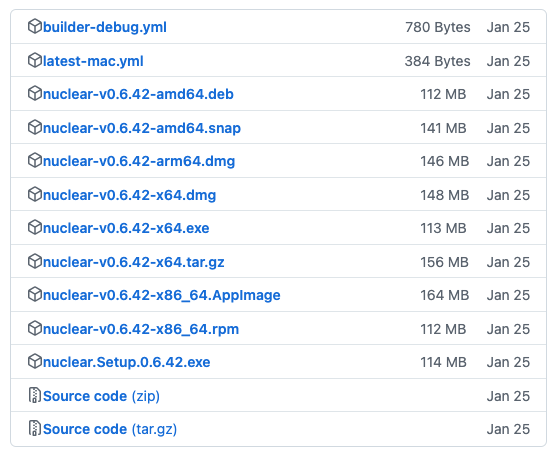 builder-debug.yml 780 Bytes Jan 25
latest-mac.yml 384 Bytes Jan 25
nuclear-v0.6.42-amd64.deb 112 MB Jan 25
nuclear-v0.6.42-amd64.snap 141 MB Jan 25
nuclear-v0.6.42-arm64.dmg 146 MB Jan 25
nuclear-v0.6.42-x64.dmg 148 MB Jan 25
nuclear-v0.6.42-x64.exe 113 MB Jan 25
nuclear-v0.6.42-x64.tar.gz 156 MB Jan 25
nuclear-v0.6.42-x86_64.AppImage 164 MB Jan 25
nuclear-v0.6.42-x86_64.rpm 112 MB Jan 25
nuclear.Setup.0.6.42.exe 114 MB Jan 25
Source code (zip) Jan 25
Source code (tar.gz) Jan 25